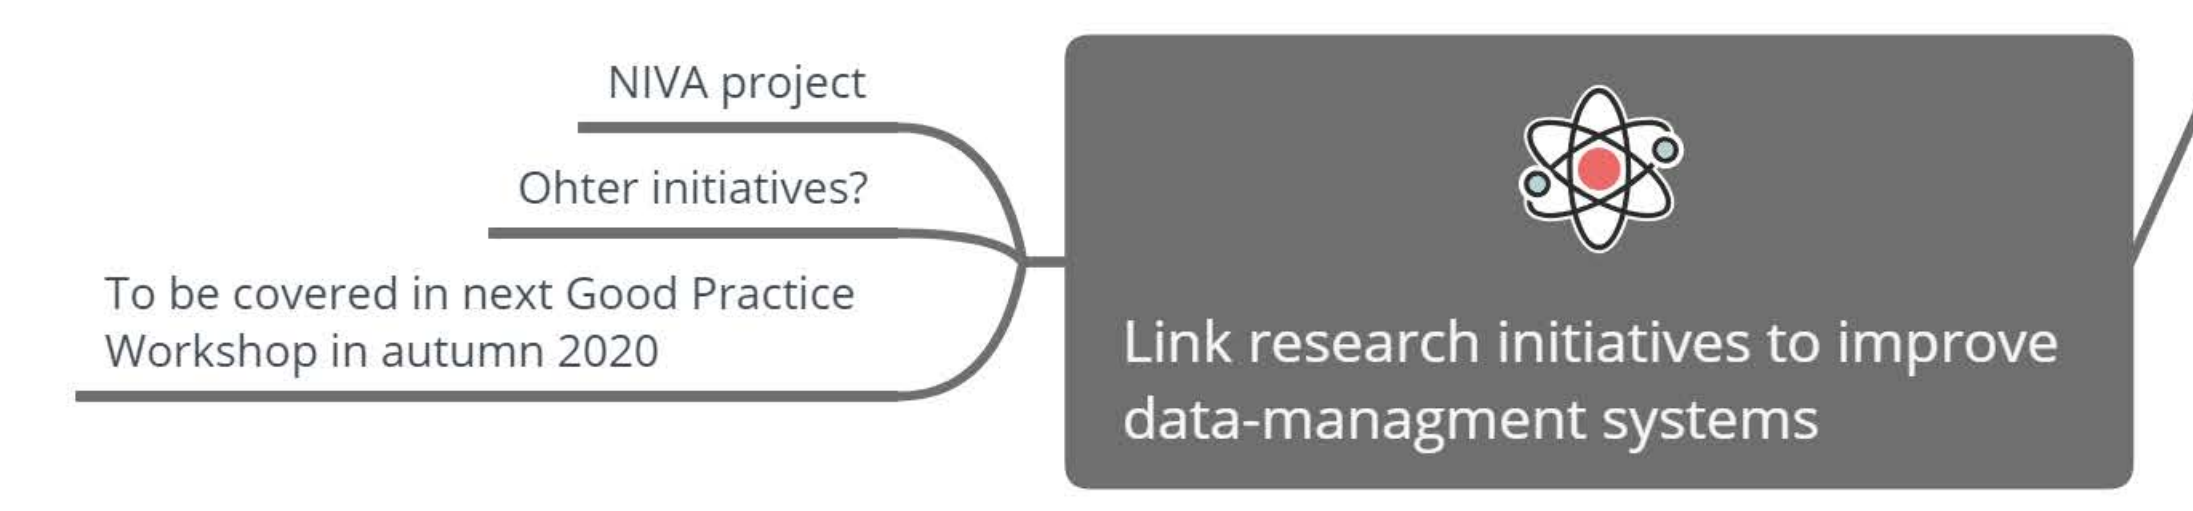 NIVA project
Ohter initiatives?
To be covered in next Good Practice
Workshop in autumn 2020
Link research initiatives to improve
data-managment systems